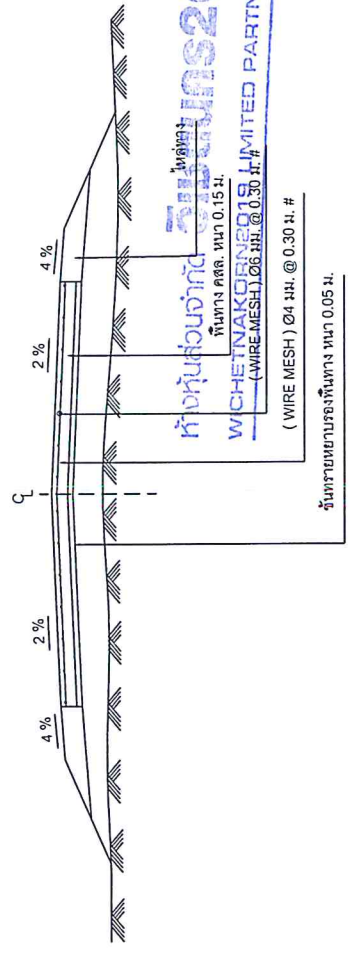 C L
4 % 2 % 2 % 4 %
ไหล่ทาง
ห้างหุ้นส่วนจำกัด
พื้นทาง คสล. หนา 0.15 ม.
WICHETNAKORN2019 LIMITED PARTN
( WIRE MESH ) Ø6 มม. @ 0.30 ม. #
( WIRE MESH ) Ø4 มม. @ 0.30 ม. #
ชั้นทรายหยาบรองพื้นทาง หนา 0.05 ม.